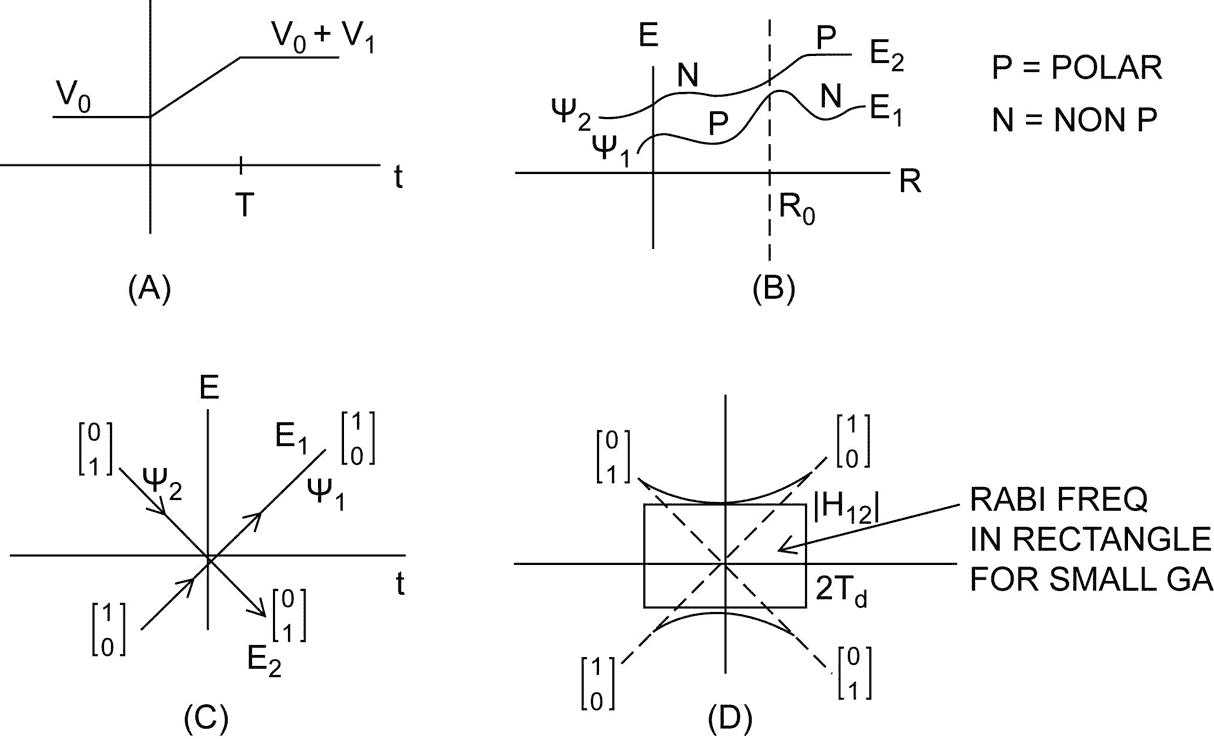 V₀
V₀ + V₁
t
T
(A)
E
P
E₂
N
Ψ₂
N
E₁
P
Ψ₁
R
R₀
(B)
P = POLAR
N = NON P
E
[0 1]
Ψ₂
E₁
[1 0]
Ψ₁
t
[1 0]
[0 1]
E₂
(C)
[0 1]
[1 0]
|H₁₂|
2T_d
[1 0]
[0 1]
RABI FREQ
IN RECTANGLE
FOR SMALL GA
(D)